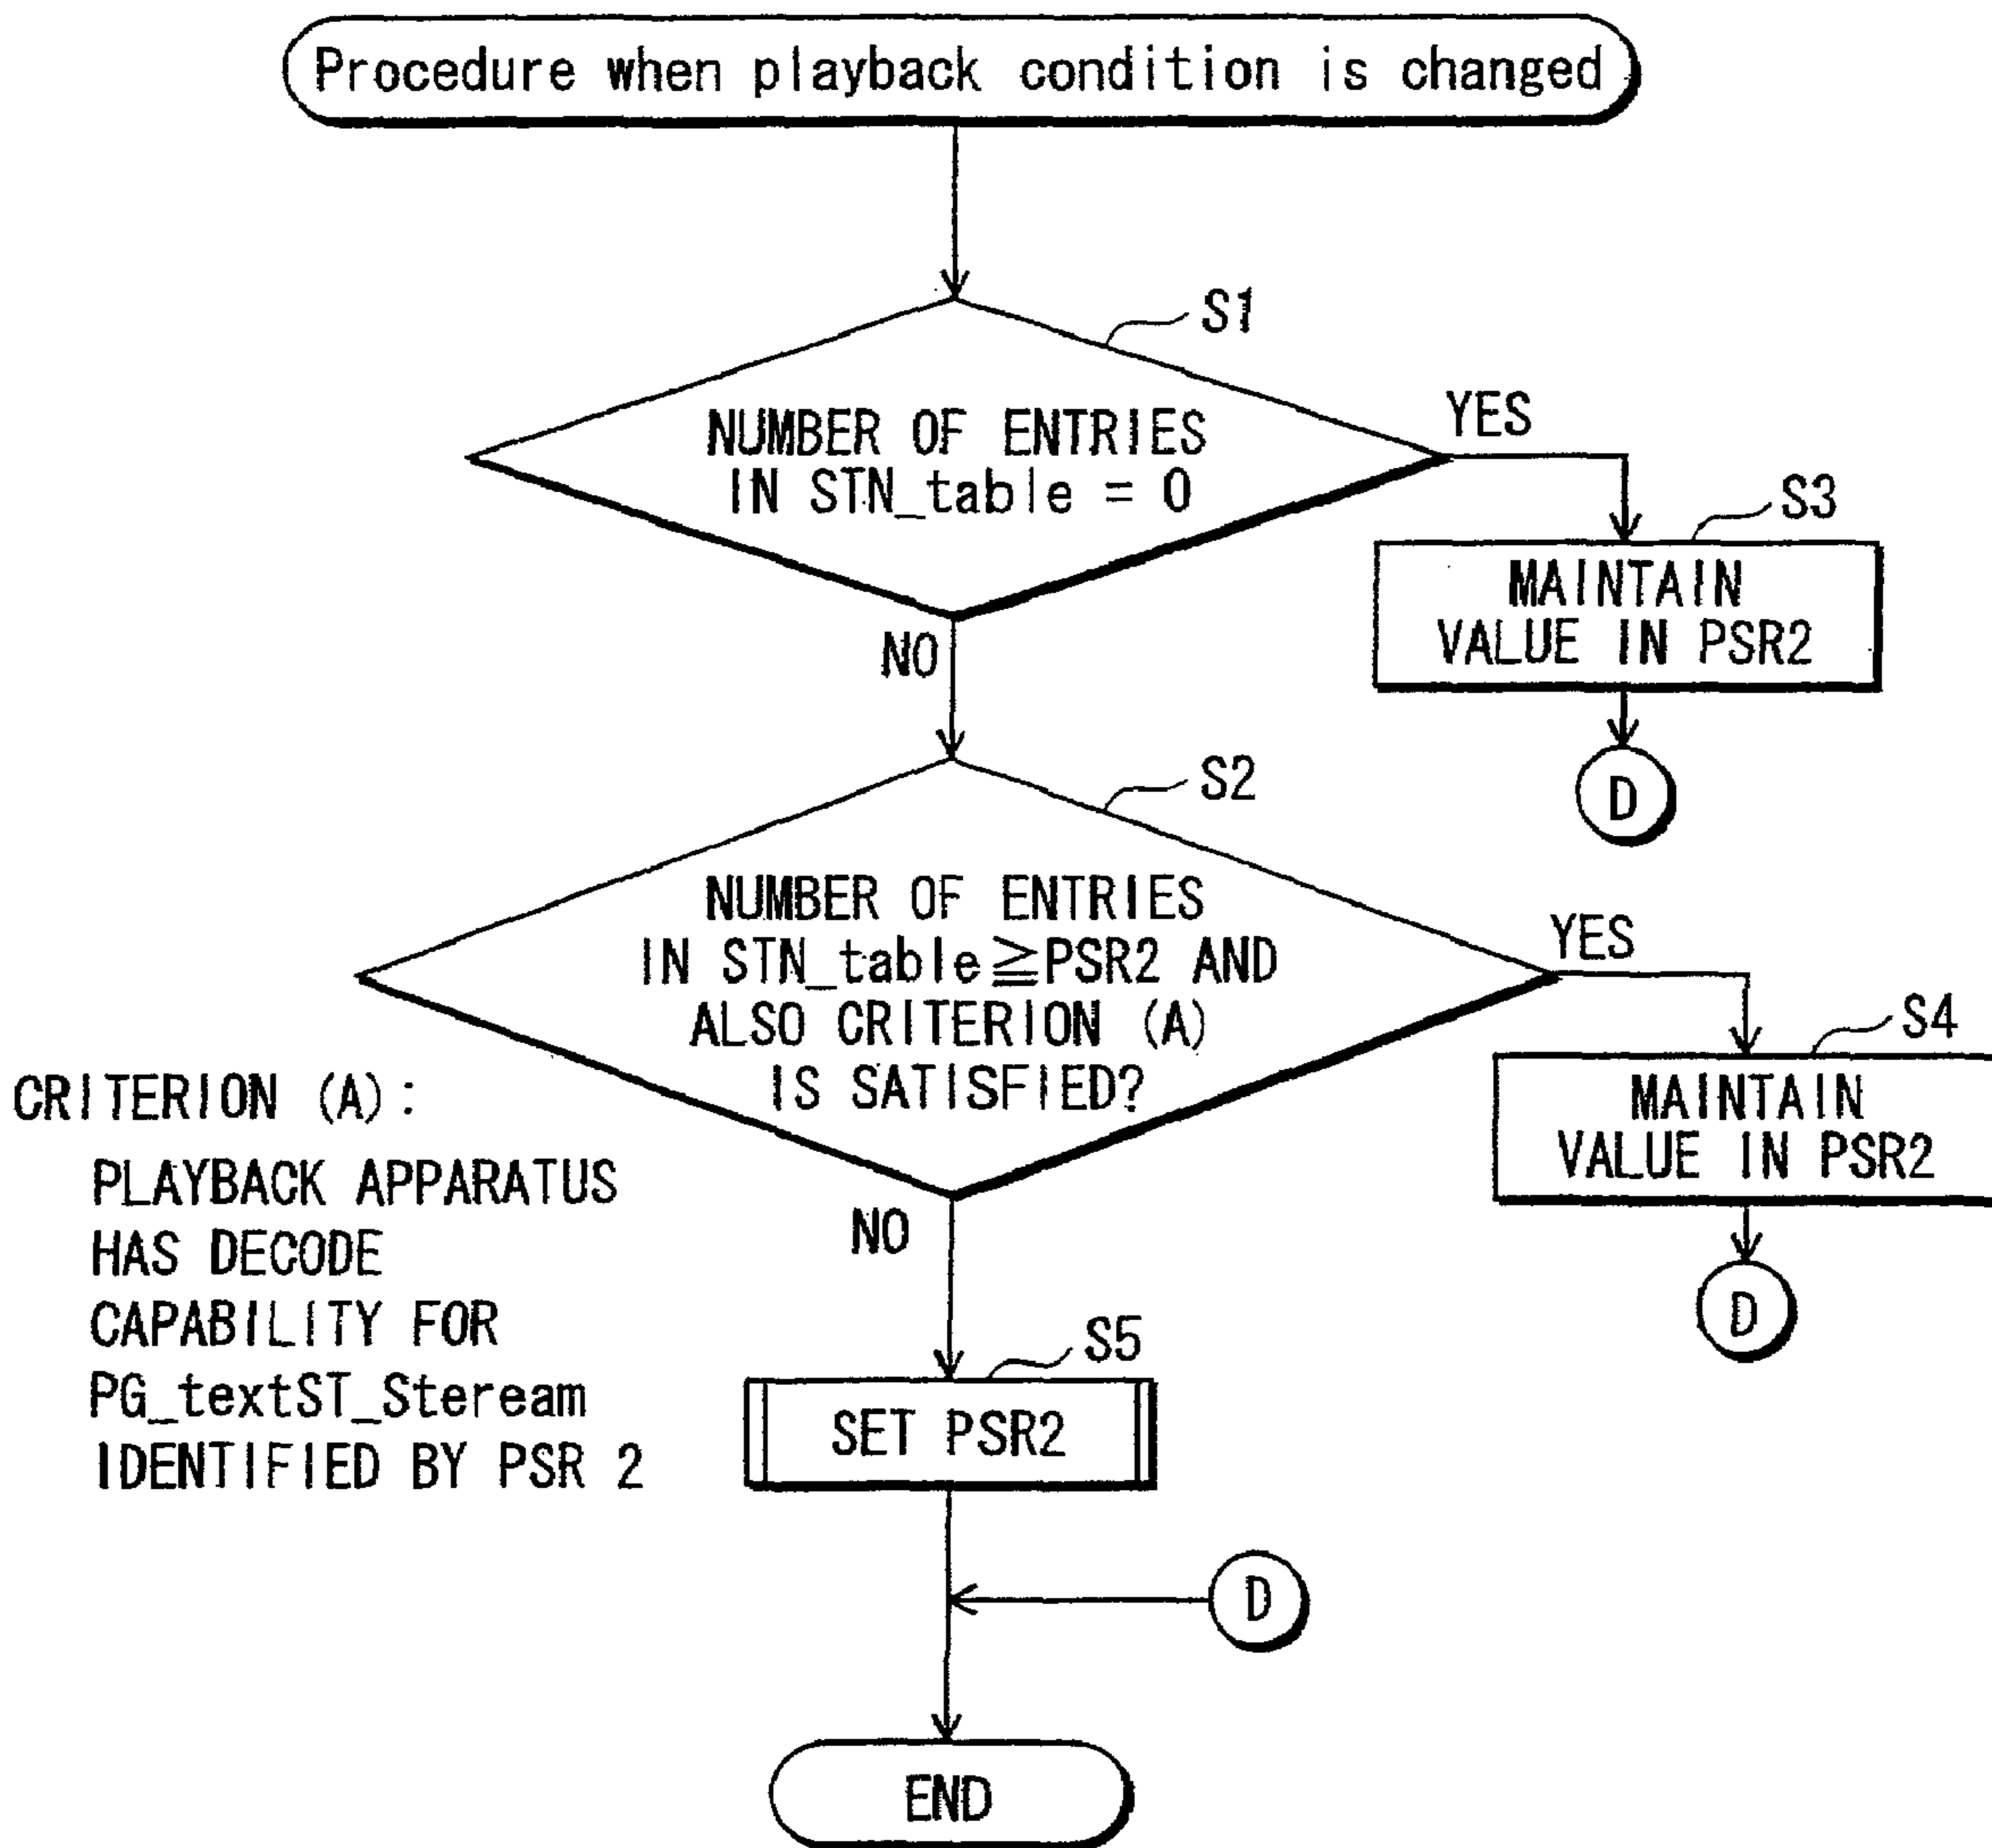 Procedure when playback condition is changed
S1
NUMBER OF ENTRIES
IN STN_table = 0
YES
S3
MAINTAIN
VALUE IN PSR2
D
NO
S2
NUMBER OF ENTRIES
IN STN_table≧PSR2 AND
ALSO CRITERION (A)
IS SATISFIED?
YES
S4
MAINTAIN
VALUE IN PSR2
D
CRITERION (A):
PLAYBACK APPARATUS
HAS DECODE
CAPABILITY FOR
PG_textST_Steream
IDENTIFIED BY PSR 2
NO
S5
SET PSR2
D
END